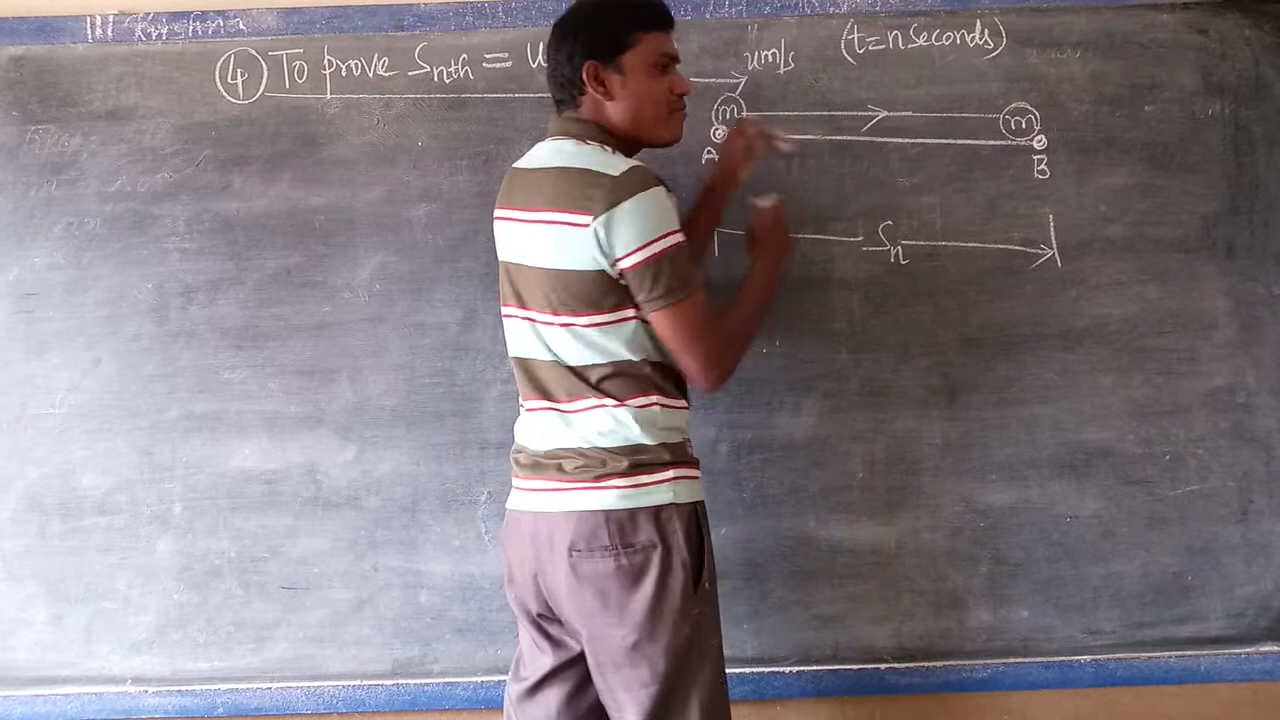 ④ To prove Snth = u
u m/s
(t=n seconds)
m
m
A
B
Sn